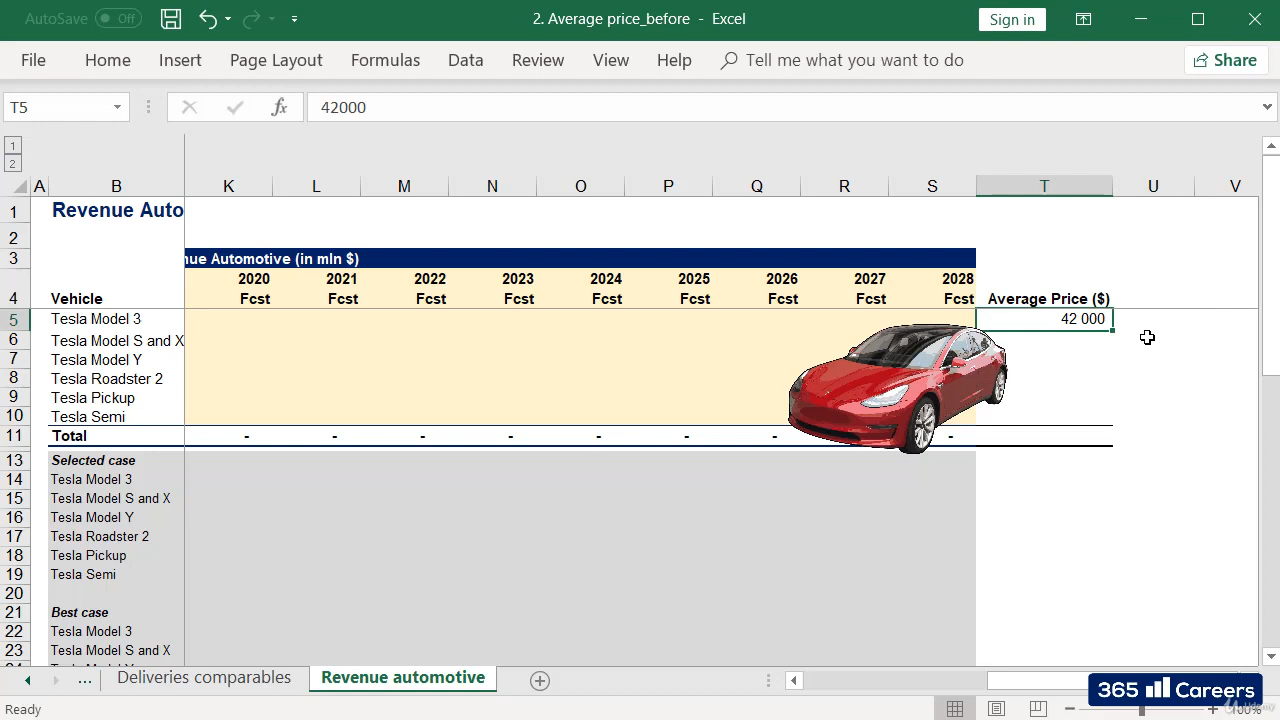 AutoSave Off 2. Average price_before - Excel Sign in
File Home Insert Page Layout Formulas Data Review View Help Tell me what you want to do Share
T5 fx 42000
1
2
A B K L M N O P Q R S T U V
1 Revenue Auto
2
3 nue Automotive (in mln $)
2020 2021 2022 2023 2024 2025 2026 2027 2028
4 Vehicle Fcst Fcst Fcst Fcst Fcst Fcst Fcst Fcst Fcst Average Price ($)
5 Tesla Model 3 42 000
6 Tesla Model S and X
7 Tesla Model Y
8 Tesla Roadster 2
9 Tesla Pickup
10 Tesla Semi
11 Total - - - - - - - -
13 Selected case
14 Tesla Model 3
15 Tesla Model S and X
16 Tesla Model Y
17 Tesla Roadster 2
18 Tesla Pickup
19 Tesla Semi
20
21 Best case
22 Tesla Model 3
23 Tesla Model S and X
... Deliveries comparables Revenue automotive
365 Careers
Ready 100%